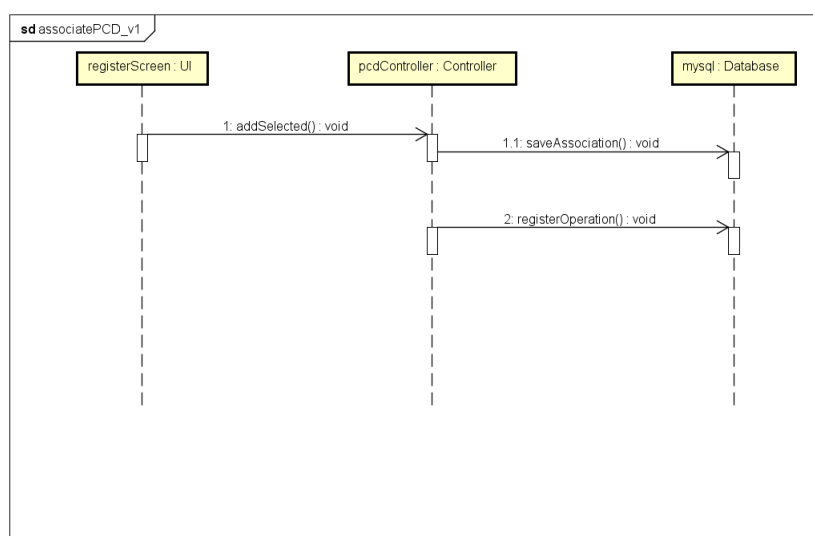 sd associatePCD_v1
registerScreen : UI
pcdController : Controller
mysql : Database
1: addSelected() : void
1.1: saveAssociation() : void
2: registerOperation() : void